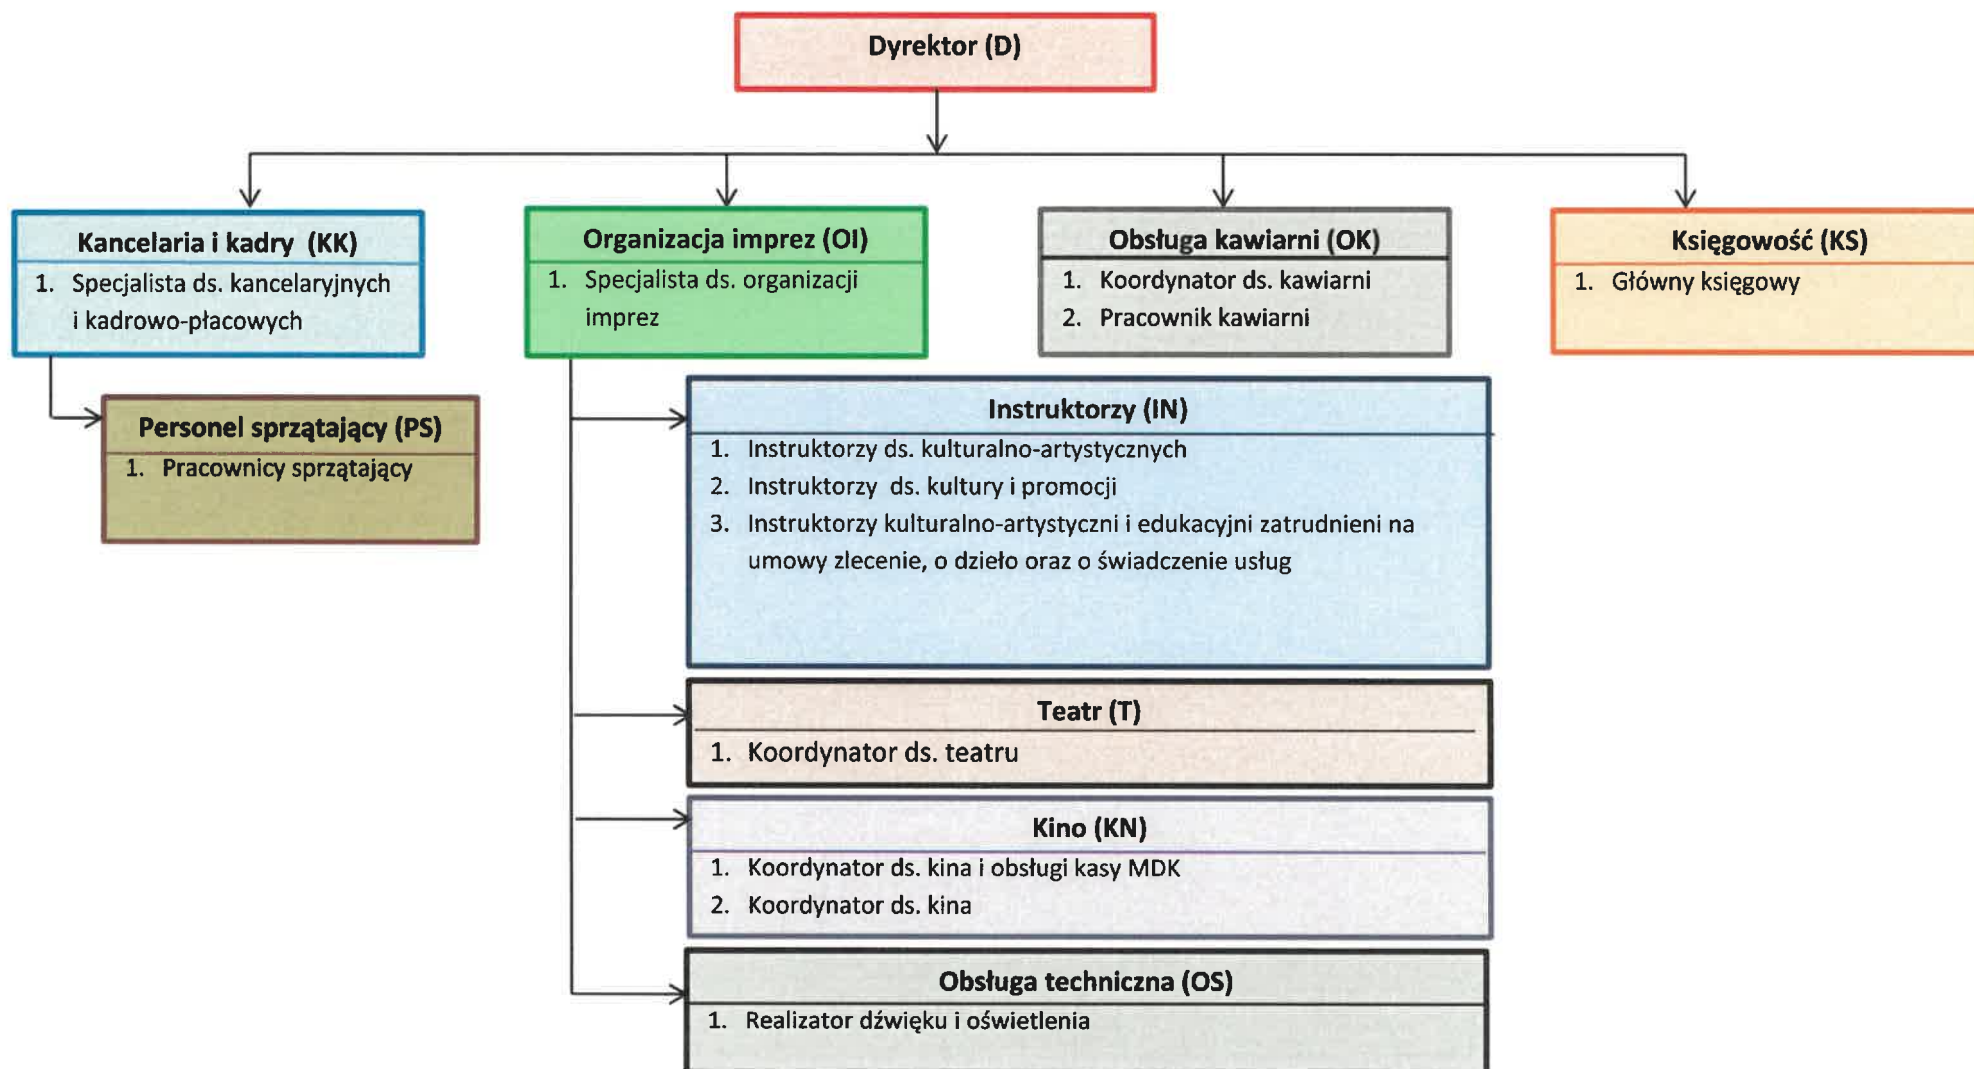 Dyrektor (D)
Kancelaria i kadry (KK)
1. Specjalista ds. kancelaryjnych
i kadrowo-płacowych
Organizacja imprez (OI)
1. Specjalista ds. organizacji
imprez
Obsługa kawiarni (OK)
1. Koordynator ds. kawiarni
2. Pracownik kawiarni
Księgowość (KS)
1. Główny księgowy
Personel sprzątający (PS)
1. Pracownicy sprzątający
Instruktorzy (IN)
1. Instruktorzy ds. kulturalno-artystycznych
2. Instruktorzy ds. kultury i promocji
3. Instruktorzy kulturalno-artystyczni i edukacyjni zatrudnieni na
umowy zlecenie, o dzieło oraz o świadczenie usług
Teatr (T)
1. Koordynator ds. teatru
Kino (KN)
1. Koordynator ds. kina i obsługi kasy MDK
2. Koordynator ds. kina
Obsługa techniczna (OS)
1. Realizator dźwięku i oświetlenia